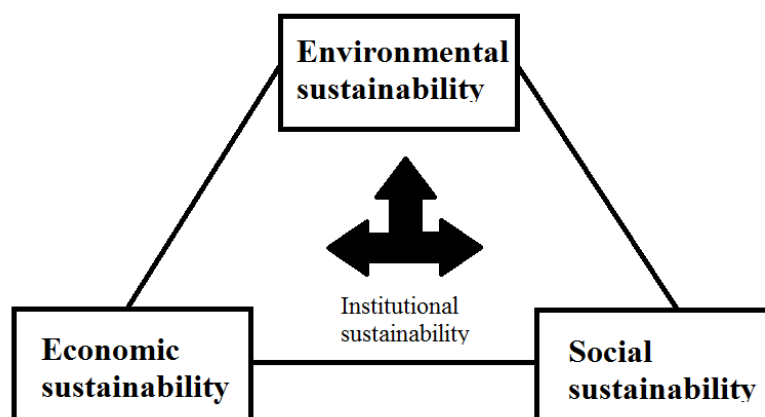 Environmental
sustainability
Institutional
sustainability
Economic
sustainability
Social
sustainability